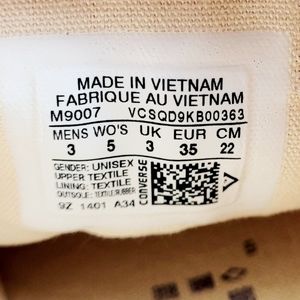 MADE IN VIETNAM
FABRIQUE AU VIETNAM
M9007 VCSQD9KB00363
MENS WO'S UK EUR CM
3 5 3 35 22
GENDER: UNISEX
UPPER TEXTILE
LINING: TEXTILE
OUTSOLE: TEXTILE/RUBBER
9Z 1401 A34
CONVERSE